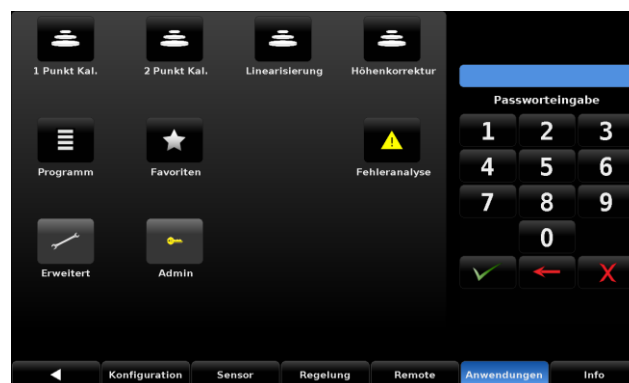 1 Punkt Kal. 2 Punkt Kal. Linearisierung Höhenkorrektur
Programm Favoriten Fehleranalyse
Erweitert Admin
Passworteingabe
1 2 3
4 5 6
7 8 9
0
X
Konfiguration Sensor Regelung Remote Anwendungen Info